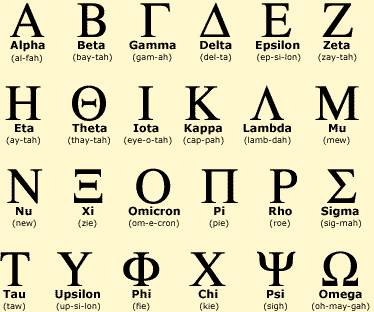 Α Β Γ Δ Ε Ζ
Alpha Beta Gamma Delta Epsilon Zeta
(al-fah) (bay-tah) (gam-ah) (del-ta) (ep-si-lon) (zay-tah)
Η Θ Ι Κ Λ Μ
Eta Theta Iota Kappa Lambda Mu
(ay-tah) (thay-tah) (eye-o-tah) (cap-pah) (lamb-dah) (mew)
Ν Ξ Ο Π Ρ Σ
Nu Xi Omicron Pi Rho Sigma
(new) (zie) (om-e-cron) (pie) (roe) (sig-mah)
Τ Υ Φ Χ Ψ Ω
Tau Upsilon Phi Chi Psi Omega
(taw) (up-si-lon) (fie) (kie) (sigh) (oh-may-gah)